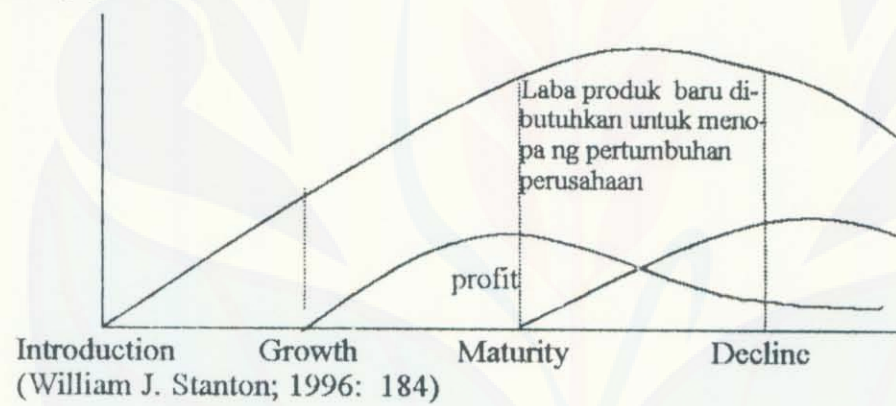 Laba produk baru di-
butuhkan untuk meno-
pa ng pertumbuhan
perusahaan
profit
Introduction Growth Maturity Decline
(William J. Stanton; 1996: 184)